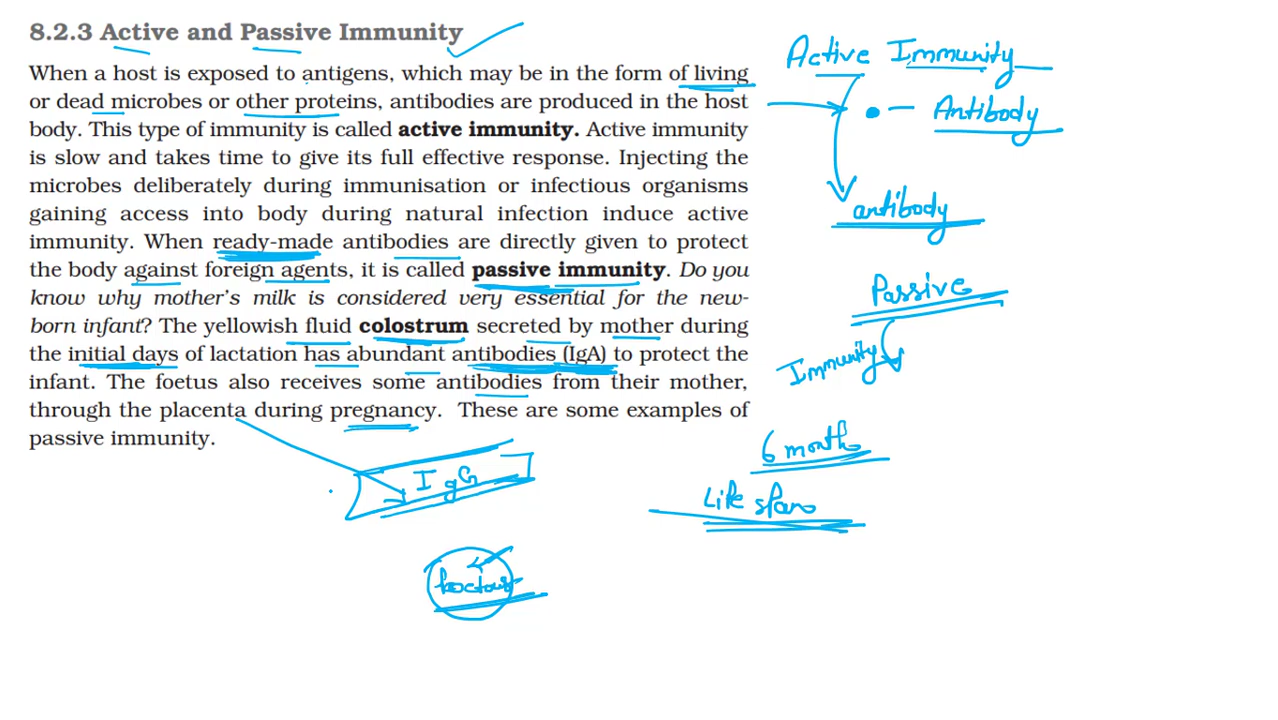 8.2.3 Active and Passive Immunity
When a host is exposed to antigens, which may be in the form of living
or dead microbes or other proteins, antibodies are produced in the host
body. This type of immunity is called active immunity. Active immunity
is slow and takes time to give its full effective response. Injecting the
microbes deliberately during immunisation or infectious organisms
gaining access into body during natural infection induce active
immunity. When ready-made antibodies are directly given to protect
the body against foreign agents, it is called passive immunity. Do you
know why mother's milk is considered very essential for the new-
born infant? The yellowish fluid colostrum secreted by mother during
the initial days of lactation has abundant antibodies (IgA) to protect the
infant. The foetus also receives some antibodies from their mother,
through the placenta during pregnancy. These are some examples of
passive immunity.
IgG
foetus
Active Immunity
Antibody
antibody
Passive
Immunity
6 month
Life span